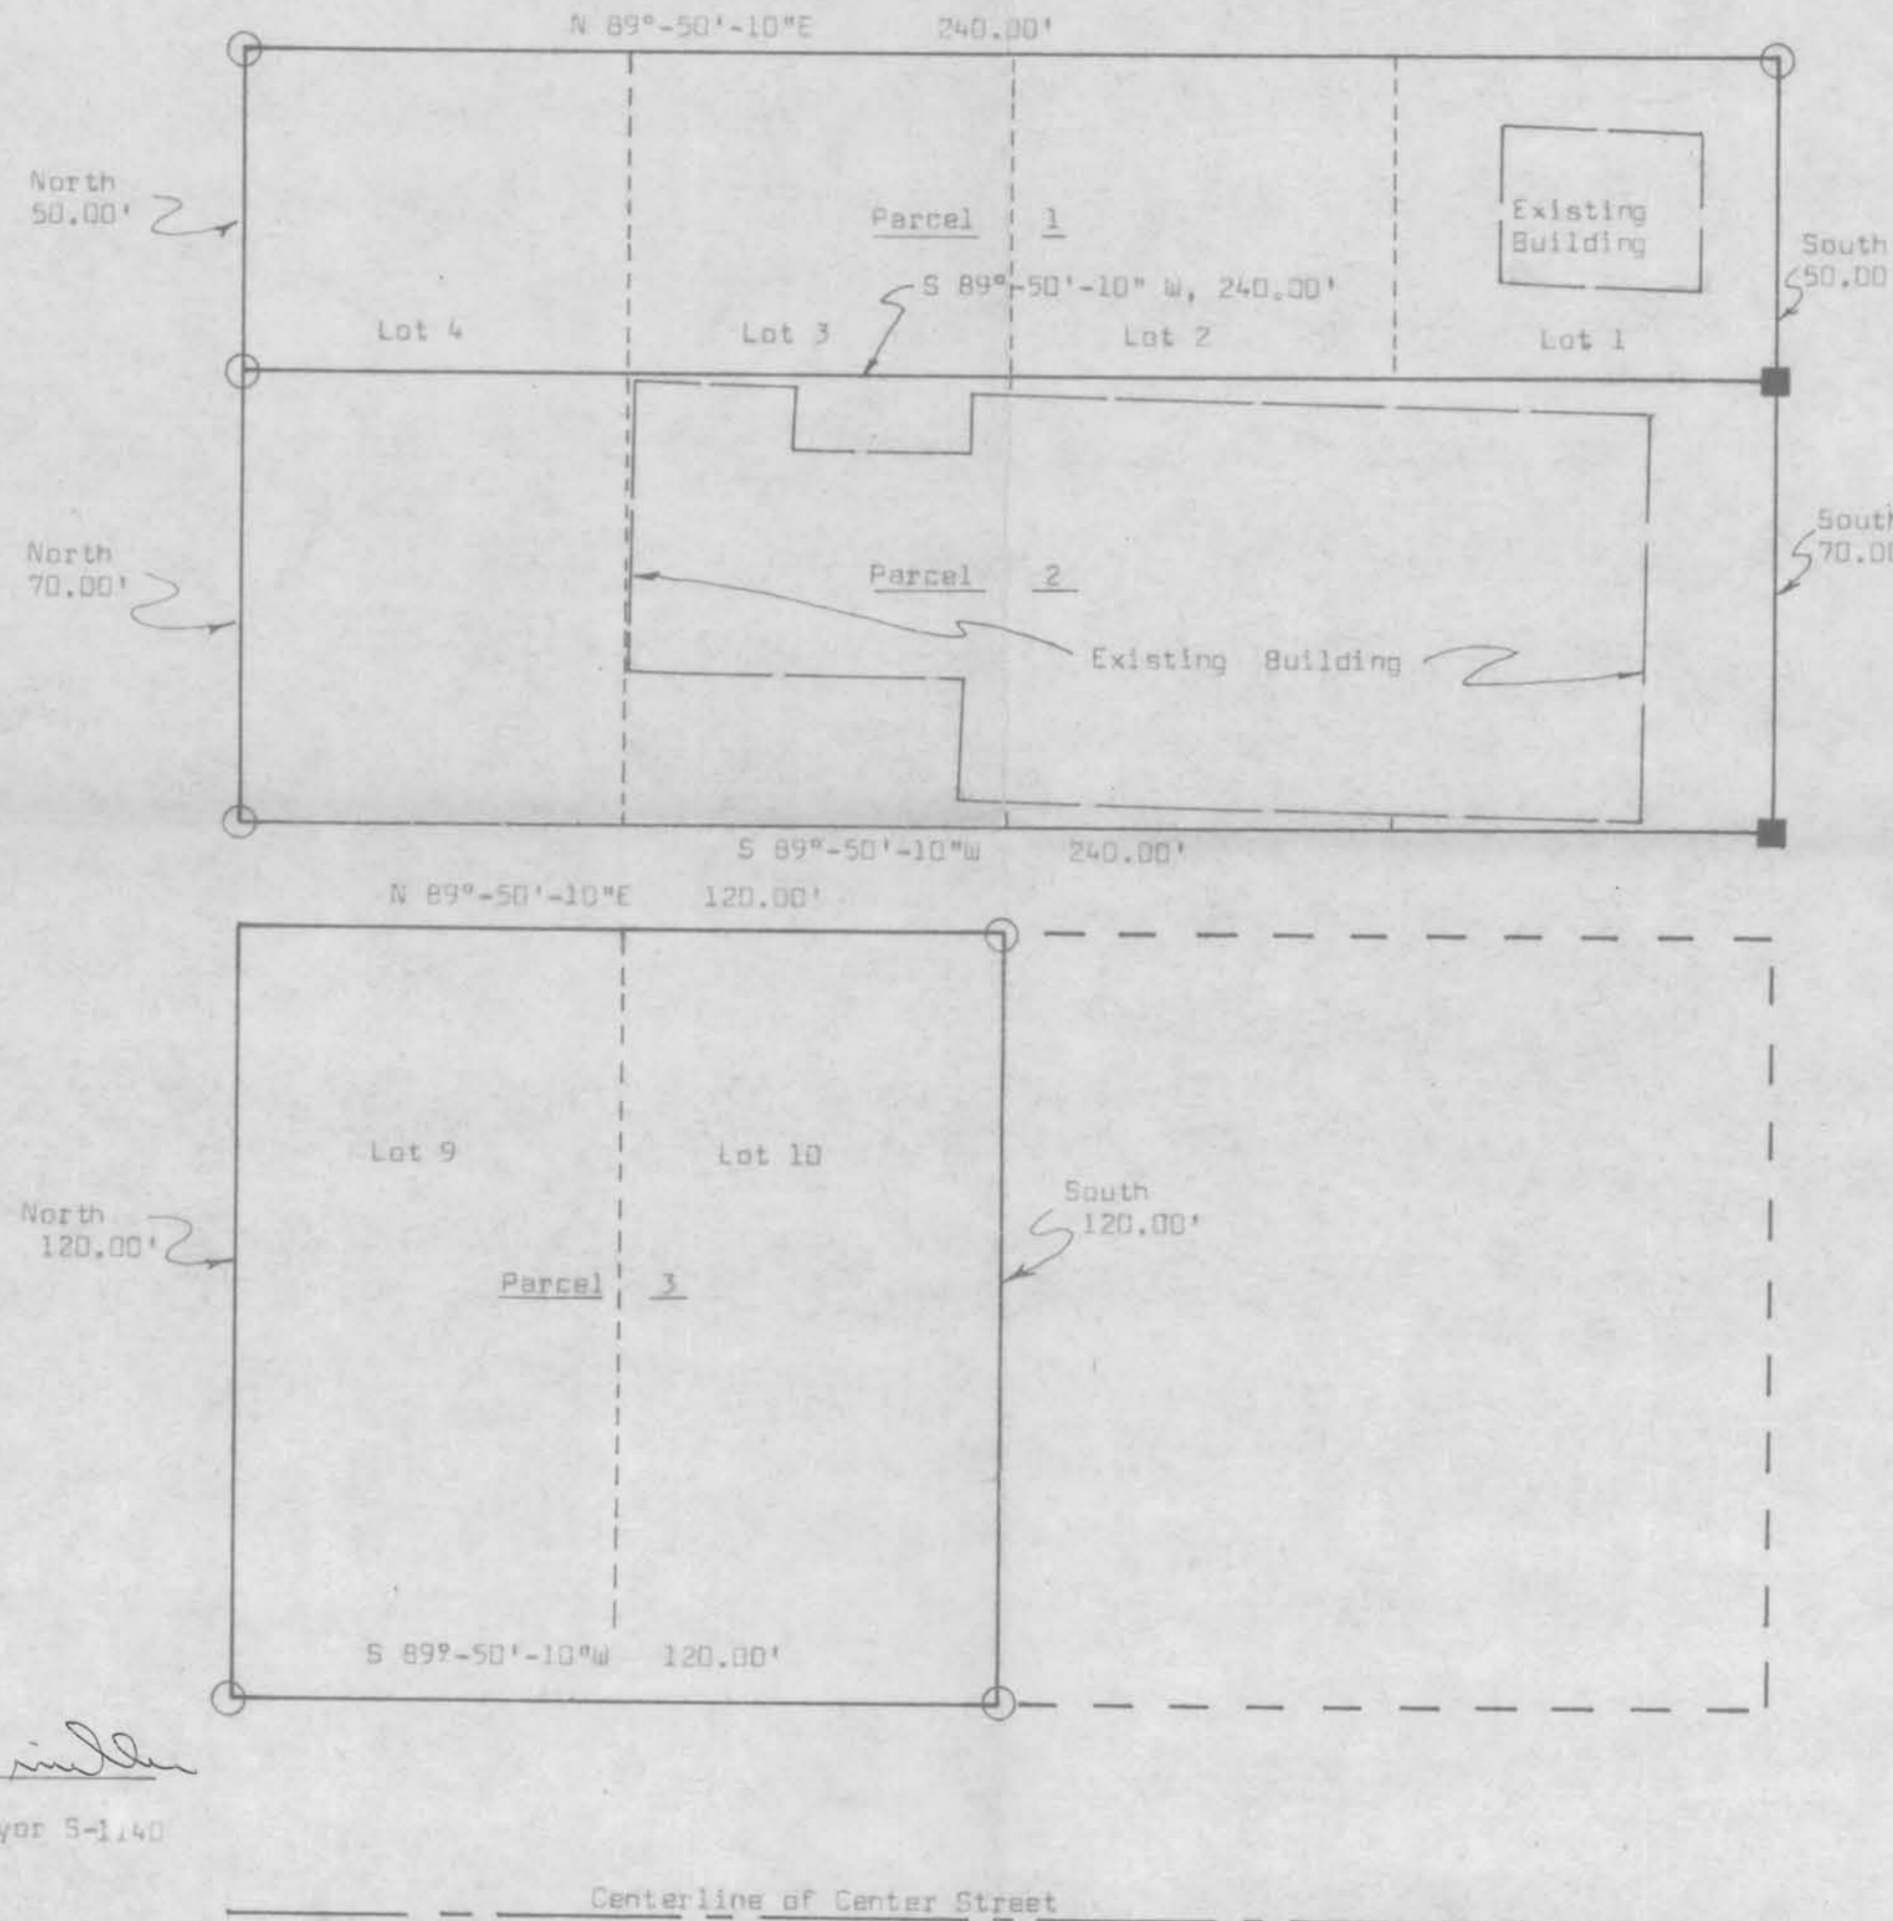 N 89°-50'-10"E 240.00'
North
50.00'
Parcel 1
Existing
Building
South
50.00
S 89°-50'-10" W, 240.00'
Lot 4 Lot 3 Lot 2 Lot 1
North
70.00'
Parcel 2
South
70.00
Existing Building
S 89°-50'-10"W 240.00'
N 89°-50'-10"E 120.00'
Lot 9 Lot 10
North
120.00'
South
120.00'
Parcel 3
S 89°-50'-10"W 120.00'
yor S-1140
Centerline of Center Street